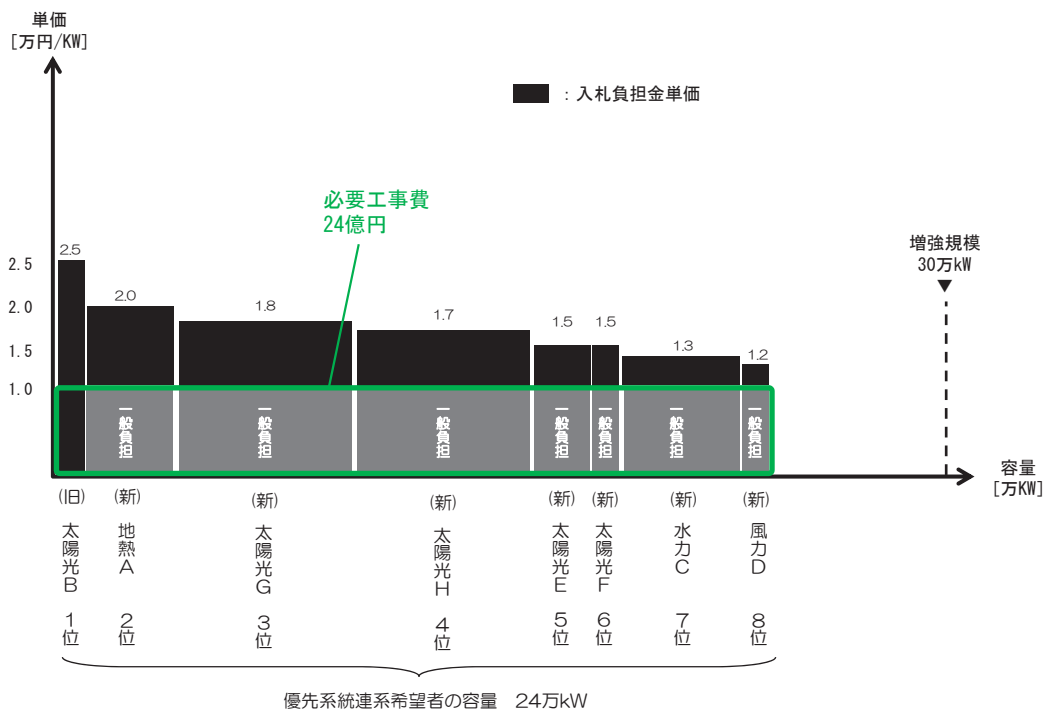 単価
[万円/KW]
：入札負担金単価
必要工事費
24億円
増強規模
30万kW
2.5
2.0
1.5
1.0
2.5
2.0
1.8
1.7
1.5
1.5
1.3
1.2
一般負担
一般負担
一般負担
一般負担
一般負担
一般負担
一般負担
容量
[万KW]
(旧)
太陽光B
1位
(新)
地熱A
2位
(新)
太陽光G
3位
(新)
太陽光H
4位
(新)
太陽光E
5位
(新)
太陽光F
6位
(新)
水力C
7位
(新)
風力D
8位
優先系統連系希望者の容量　24万kW